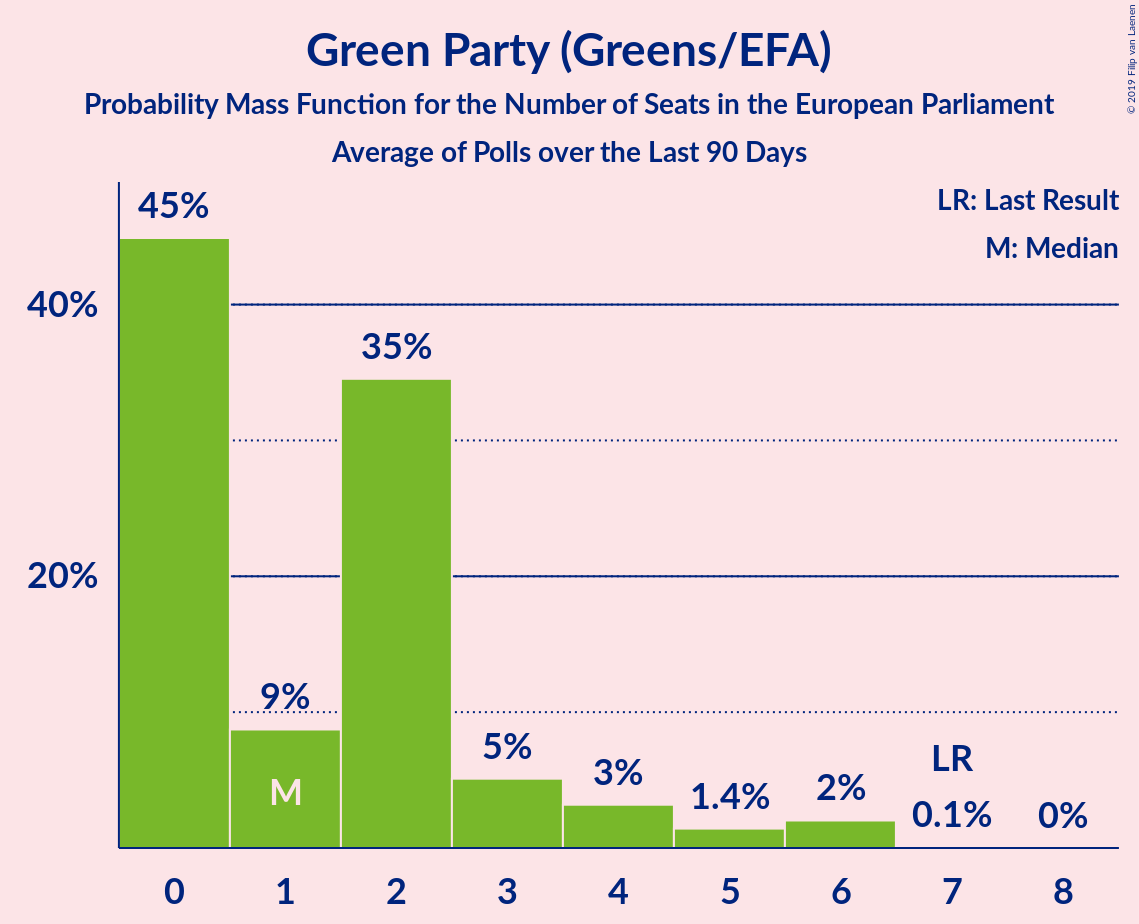 Green Party (Greens/EFA)
Probability Mass Function for the Number of Seats in the European Parliament
Average of Polls over the Last 90 Days
© 2019 Filip van Laenen
LR: Last Result
M: Median
45%
40%
35%
20%
9%
M
5%
3%
1.4%
2%
LR
0.1%
0%
0 1 2 3 4 5 6 7 8